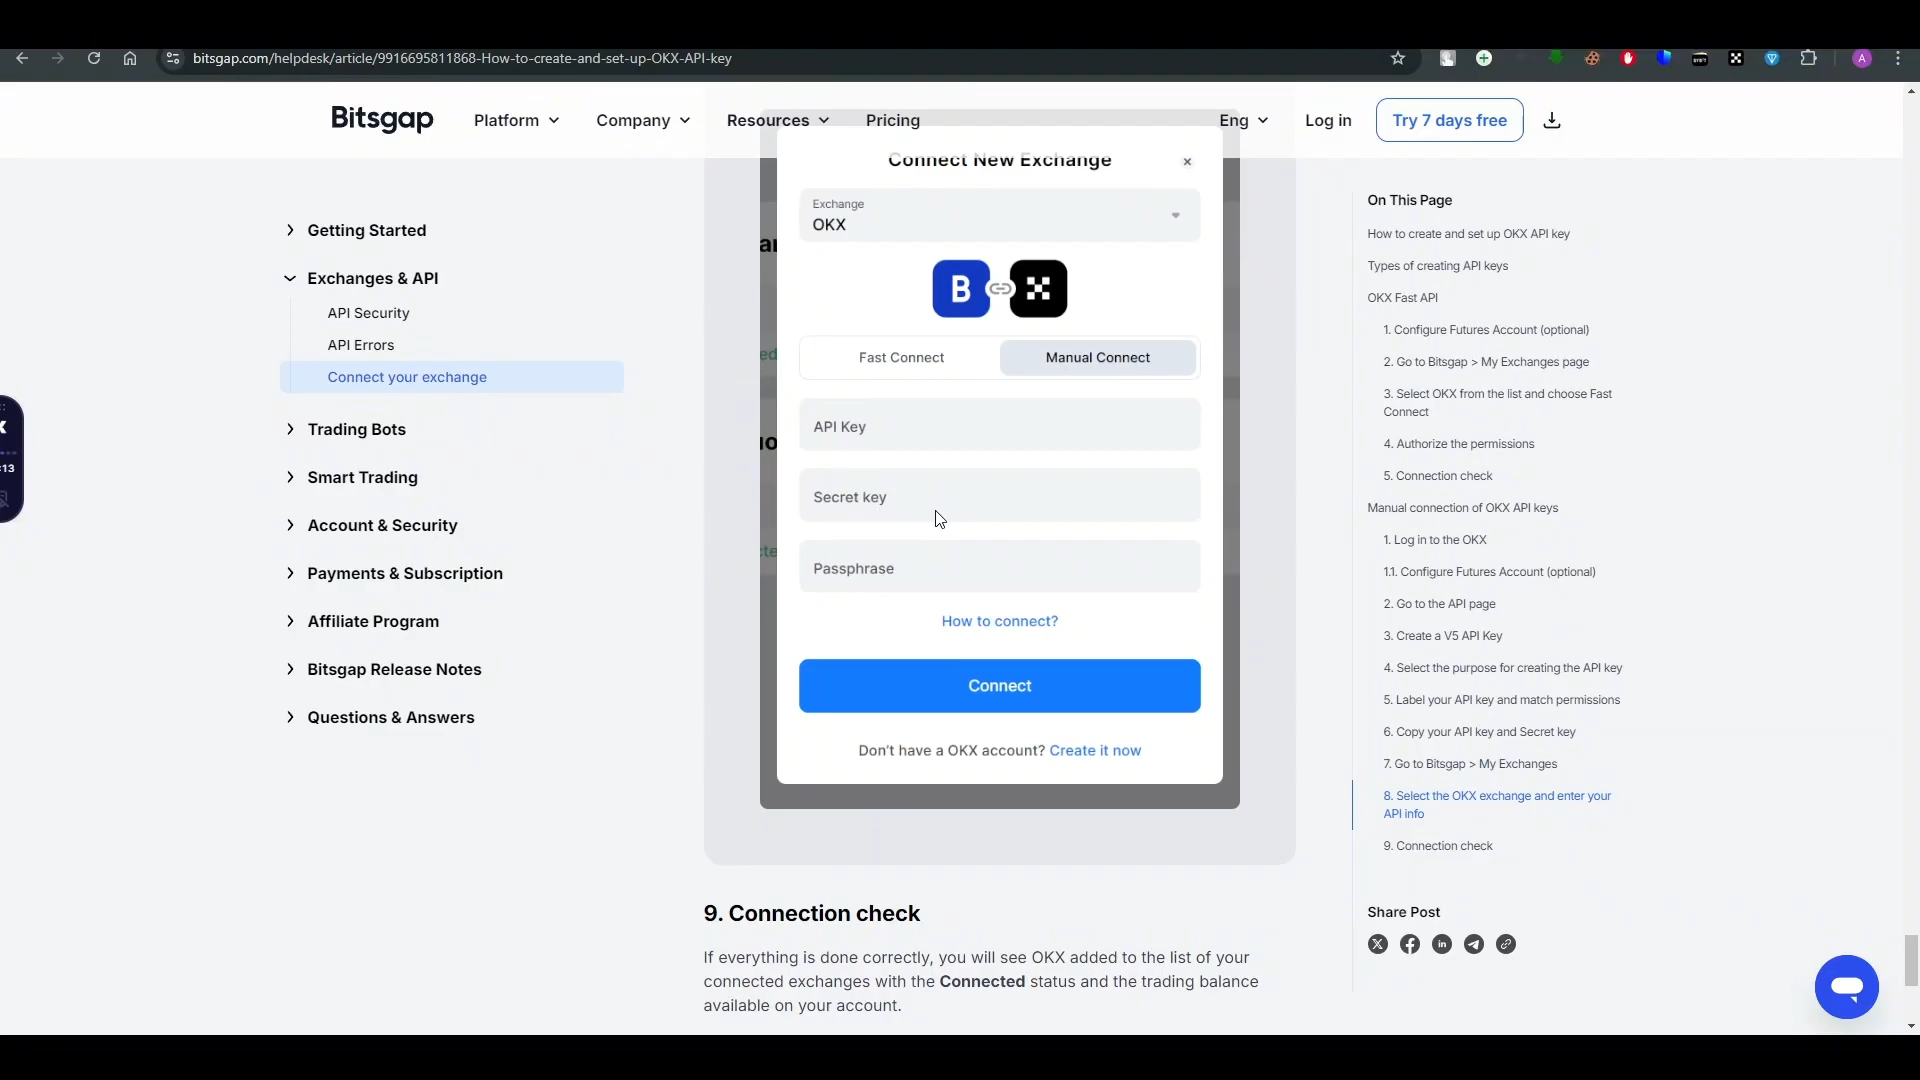 bitsgap.com/helpdesk/article/9916695811868-How-to-create-and-set-up-OKX-API-key
A
Bitsgap
Platform
Company
Resources
Pricing
Eng
Log in
Try 7 days free
Getting Started
Exchanges & API
API Security
API Errors
Connect your exchange
Trading Bots
Smart Trading
Account & Security
Payments & Subscription
Affiliate Program
Bitsgap Release Notes
Questions & Answers
:13
Connect New Exchange
×
Exchange
OKX
B
Fast Connect
Manual Connect
API Key
Secret key
Passphrase
How to connect?
Connect
Don't have a OKX account? Create it now
9. Connection check
If everything is done correctly, you will see OKX added to the list of your
connected exchanges with the Connected status and the trading balance
available on your account.
On This Page
How to create and set up OKX API key
Types of creating API keys
OKX Fast API
1. Configure Futures Account (optional)
2. Go to Bitsgap > My Exchanges page
3. Select OKX from the list and choose Fast
Connect
4. Authorize the permissions
5. Connection check
Manual connection of OKX API keys
1. Log in to the OKX
1.1. Configure Futures Account (optional)
2. Go to the API page
3. Create a V5 API Key
4. Select the purpose for creating the API key
5. Label your API key and match permissions
6. Copy your API key and Secret key
7. Go to Bitsgap > My Exchanges
8. Select the OKX exchange and enter your
API info
9. Connection check
Share Post